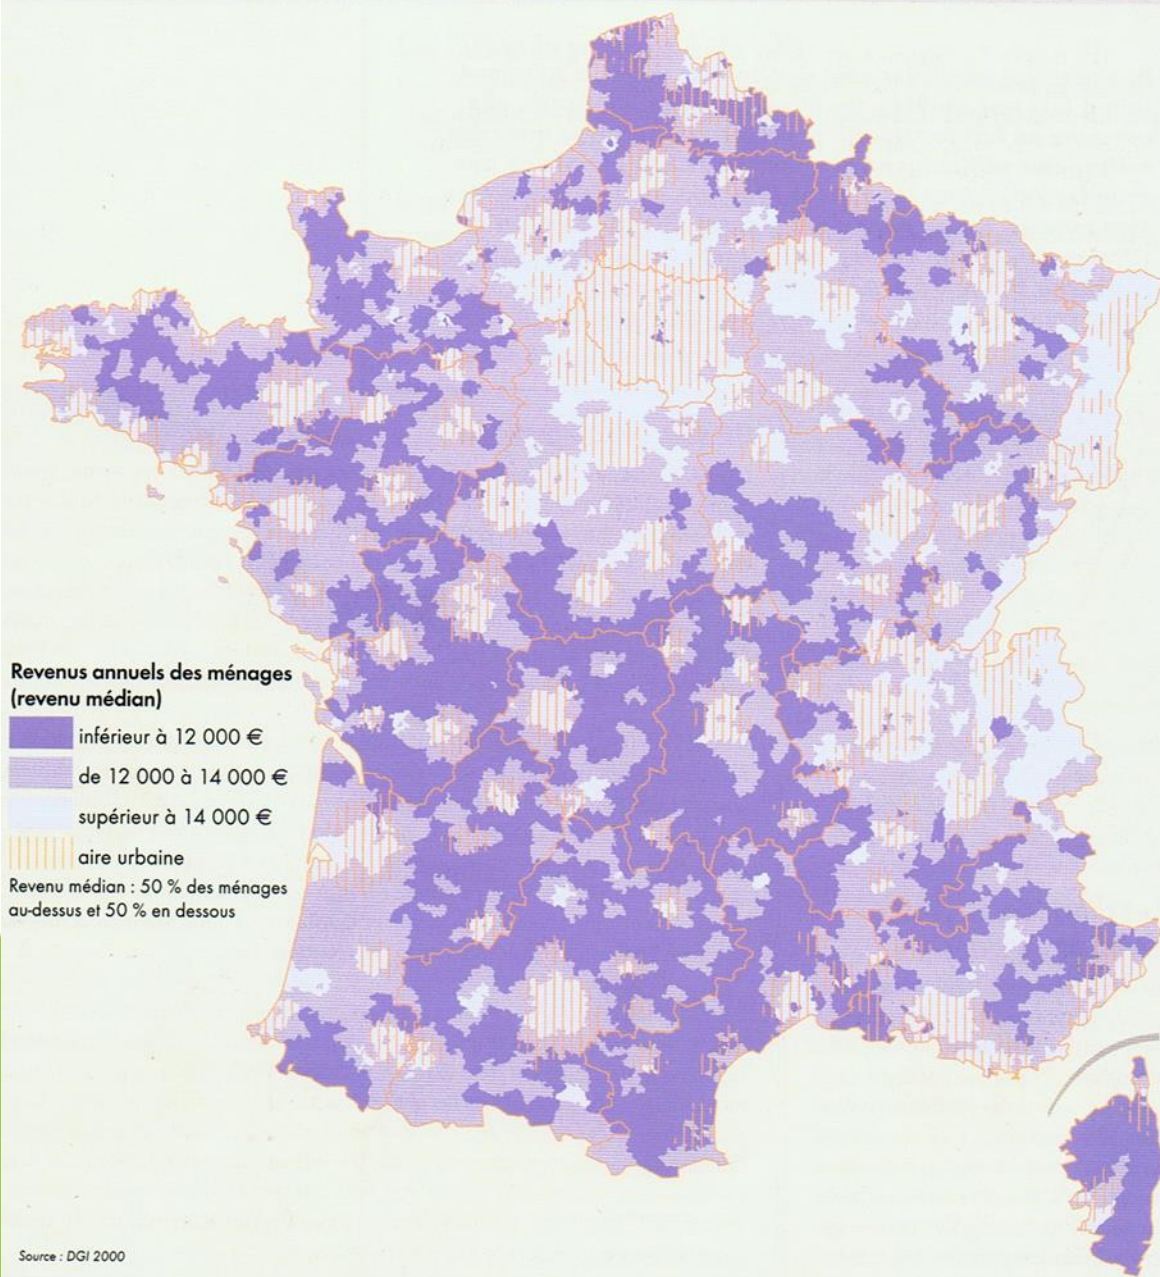 Revenus annuels des ménages
(revenu médian)
inférieur à 12 000 €
de 12 000 à 14 000 €
supérieur à 14 000 €
aire urbaine
Revenu médian : 50 % des ménages
au-dessus et 50 % en dessous
Source : DGI 2000